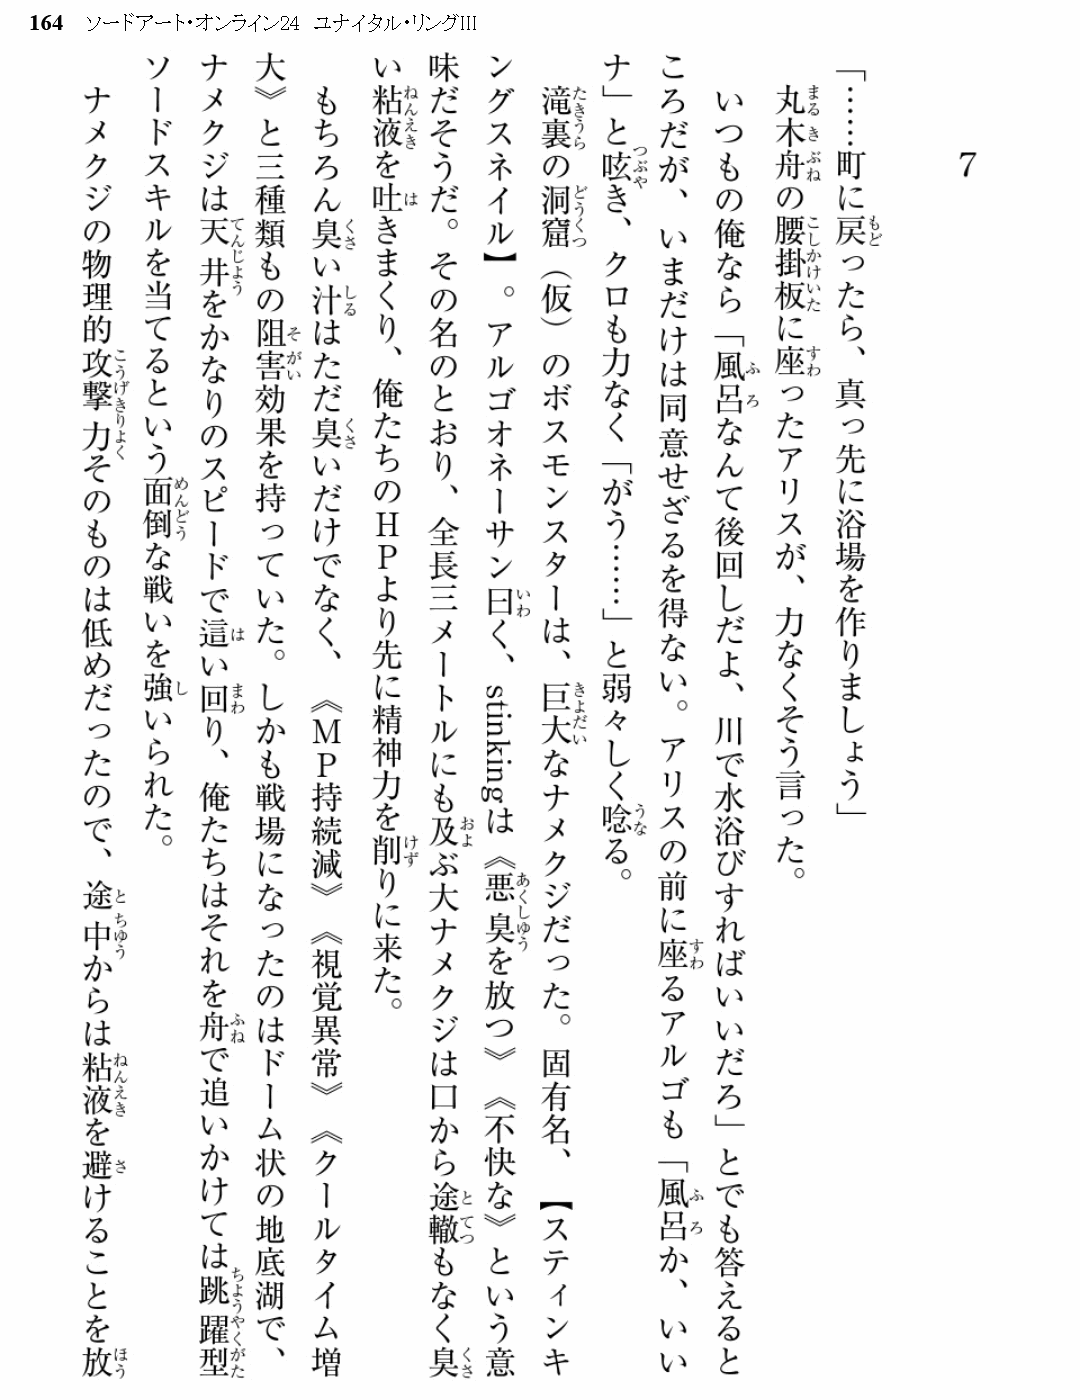 164 ソードアート・オンライン24 ユナイタル・リングIII
7
「……町に戻ったら、真っ先に浴場を作りましょう」
丸木舟の腰掛板に座ったアリスが、力なくそう言った。
いつもの俺なら「風呂なんて後回しだよ、川で水浴びすればいいだろ」とでも答えると
ころだが、いまだけは同意せざるを得ない。アリスの前に座るアルゴも「風呂か、いい
ナ」と呟き、クロも力なく「がう……」と弱々しく唸る。
滝裏の洞窟（仮）のボスモンスターは、巨大なナメクジだった。固有名、【スティンキ
ングスネイル】。アルゴオネーサン曰く、stinkingは《悪臭を放つ》《不快な》という意
味だそうだ。その名のとおり、全長三メートルにも及ぶ大ナメクジは口から途轍もなく臭
い粘液を吐きまくり、俺たちのＨＰより先に精神力を削りに来た。
もちろん臭い汁はただ臭いだけでなく、《ＭＰ持続減》《視覚異常》《クールタイム増
大》と三種類もの阻害効果を持っていた。しかも戦場になったのはドーム状の地底湖で、
ナメクジは天井をかなりのスピードで這い回り、俺たちはそれを舟で追いかけては跳躍型
ソードスキルを当てるという面倒な戦いを強いられた。
ナメクジの物理的攻撃力そのものは低めだったので、途中からは粘液を避けることを放